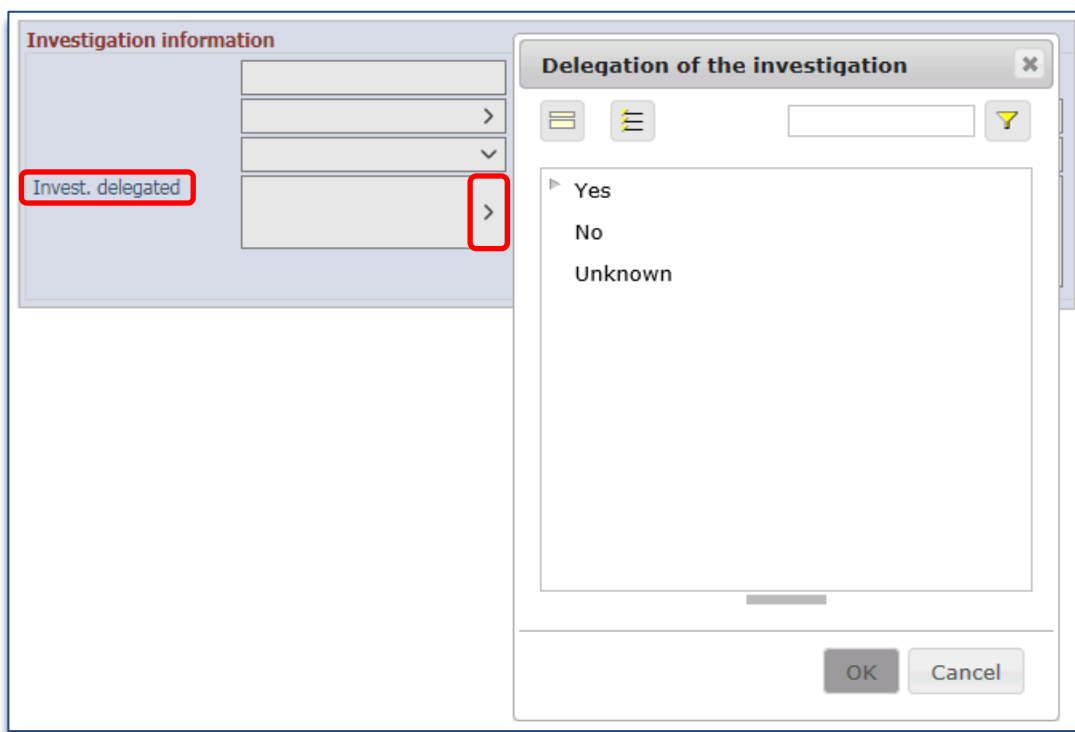 Investigation information
Invest. delegated
Delegation of the investigation
Yes
No
Unknown
OK
Cancel